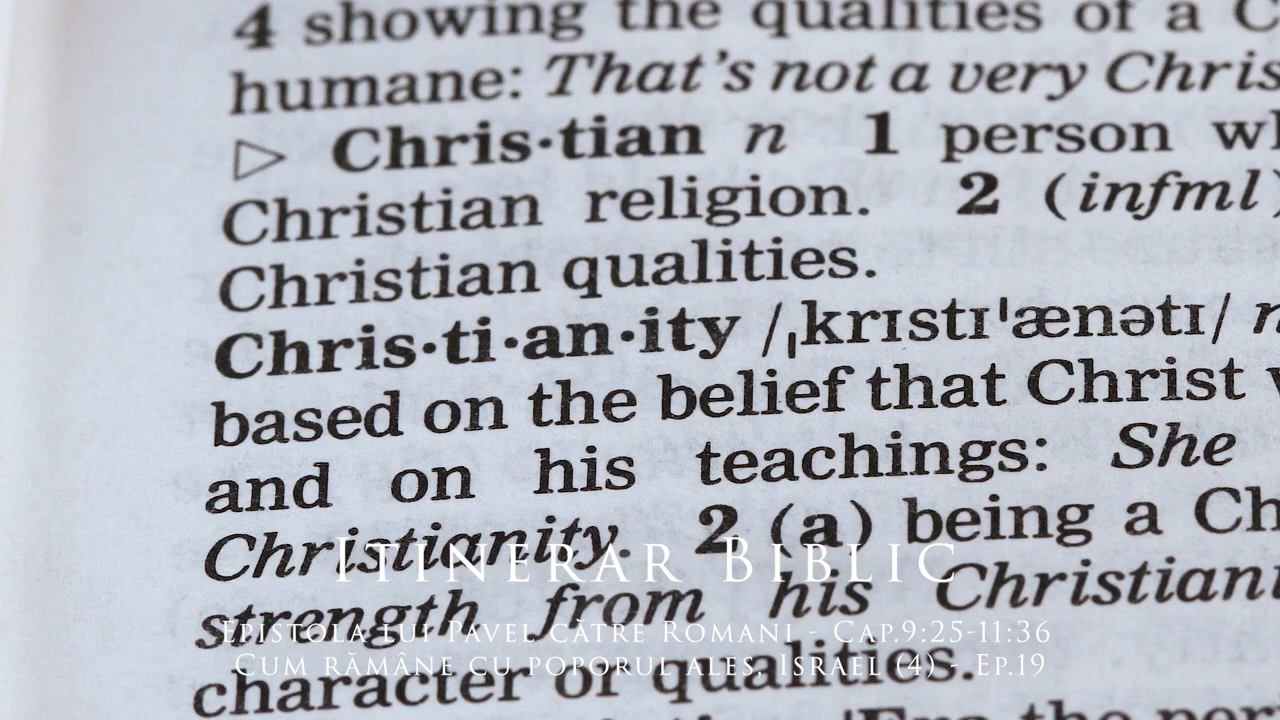 4 showing the qualities of a C
humane: That's not a very Chris
▷ Chris·tian n 1 person wh
Christian religion. 2 (infml)
Christian qualities.
Chris·ti·an·ity /ˌkrɪstɪˈænətɪ/ n
based on the belief that Christ w
and on his teachings: She
Christianity. 2 (a) being a Ch
Itinerar Biblic
strength from his Christiani
Epistola lui Pavel către Romani - Cap.9:25-11:36
Cum rămâne cu poporul ales, Israel (4) - Ep.19
character or qualities.
the